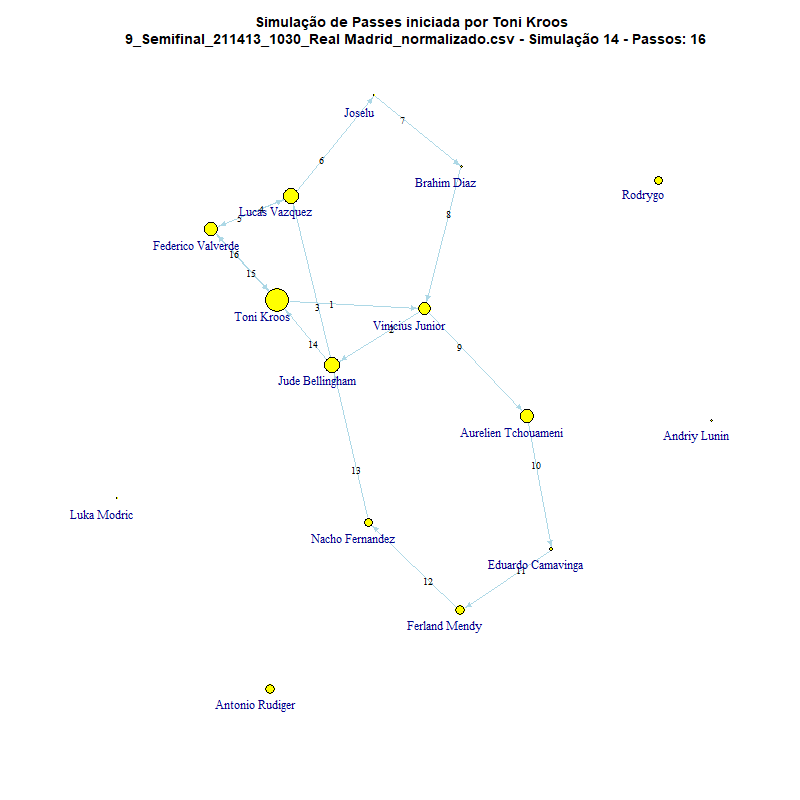 Simulação de Passes iniciada por Toni Kroos
9_Semifinal_211413_1030_Real Madrid_normalizado.csv - Simulação 14 - Passos: 16
Joselu
7
6
Brahim Diaz
Rodrygo
Lucas Vazquez
4
5
8
Federico Valverde
16
15
3
1
Toni Kroos
Vinicius Junior
2
14
9
Jude Bellingham
Aurelien Tchouameni
Andriy Lunin
10
13
Luka Modric
Nacho Fernandez
Eduardo Camavinga
11
12
Ferland Mendy
Antonio Rudiger